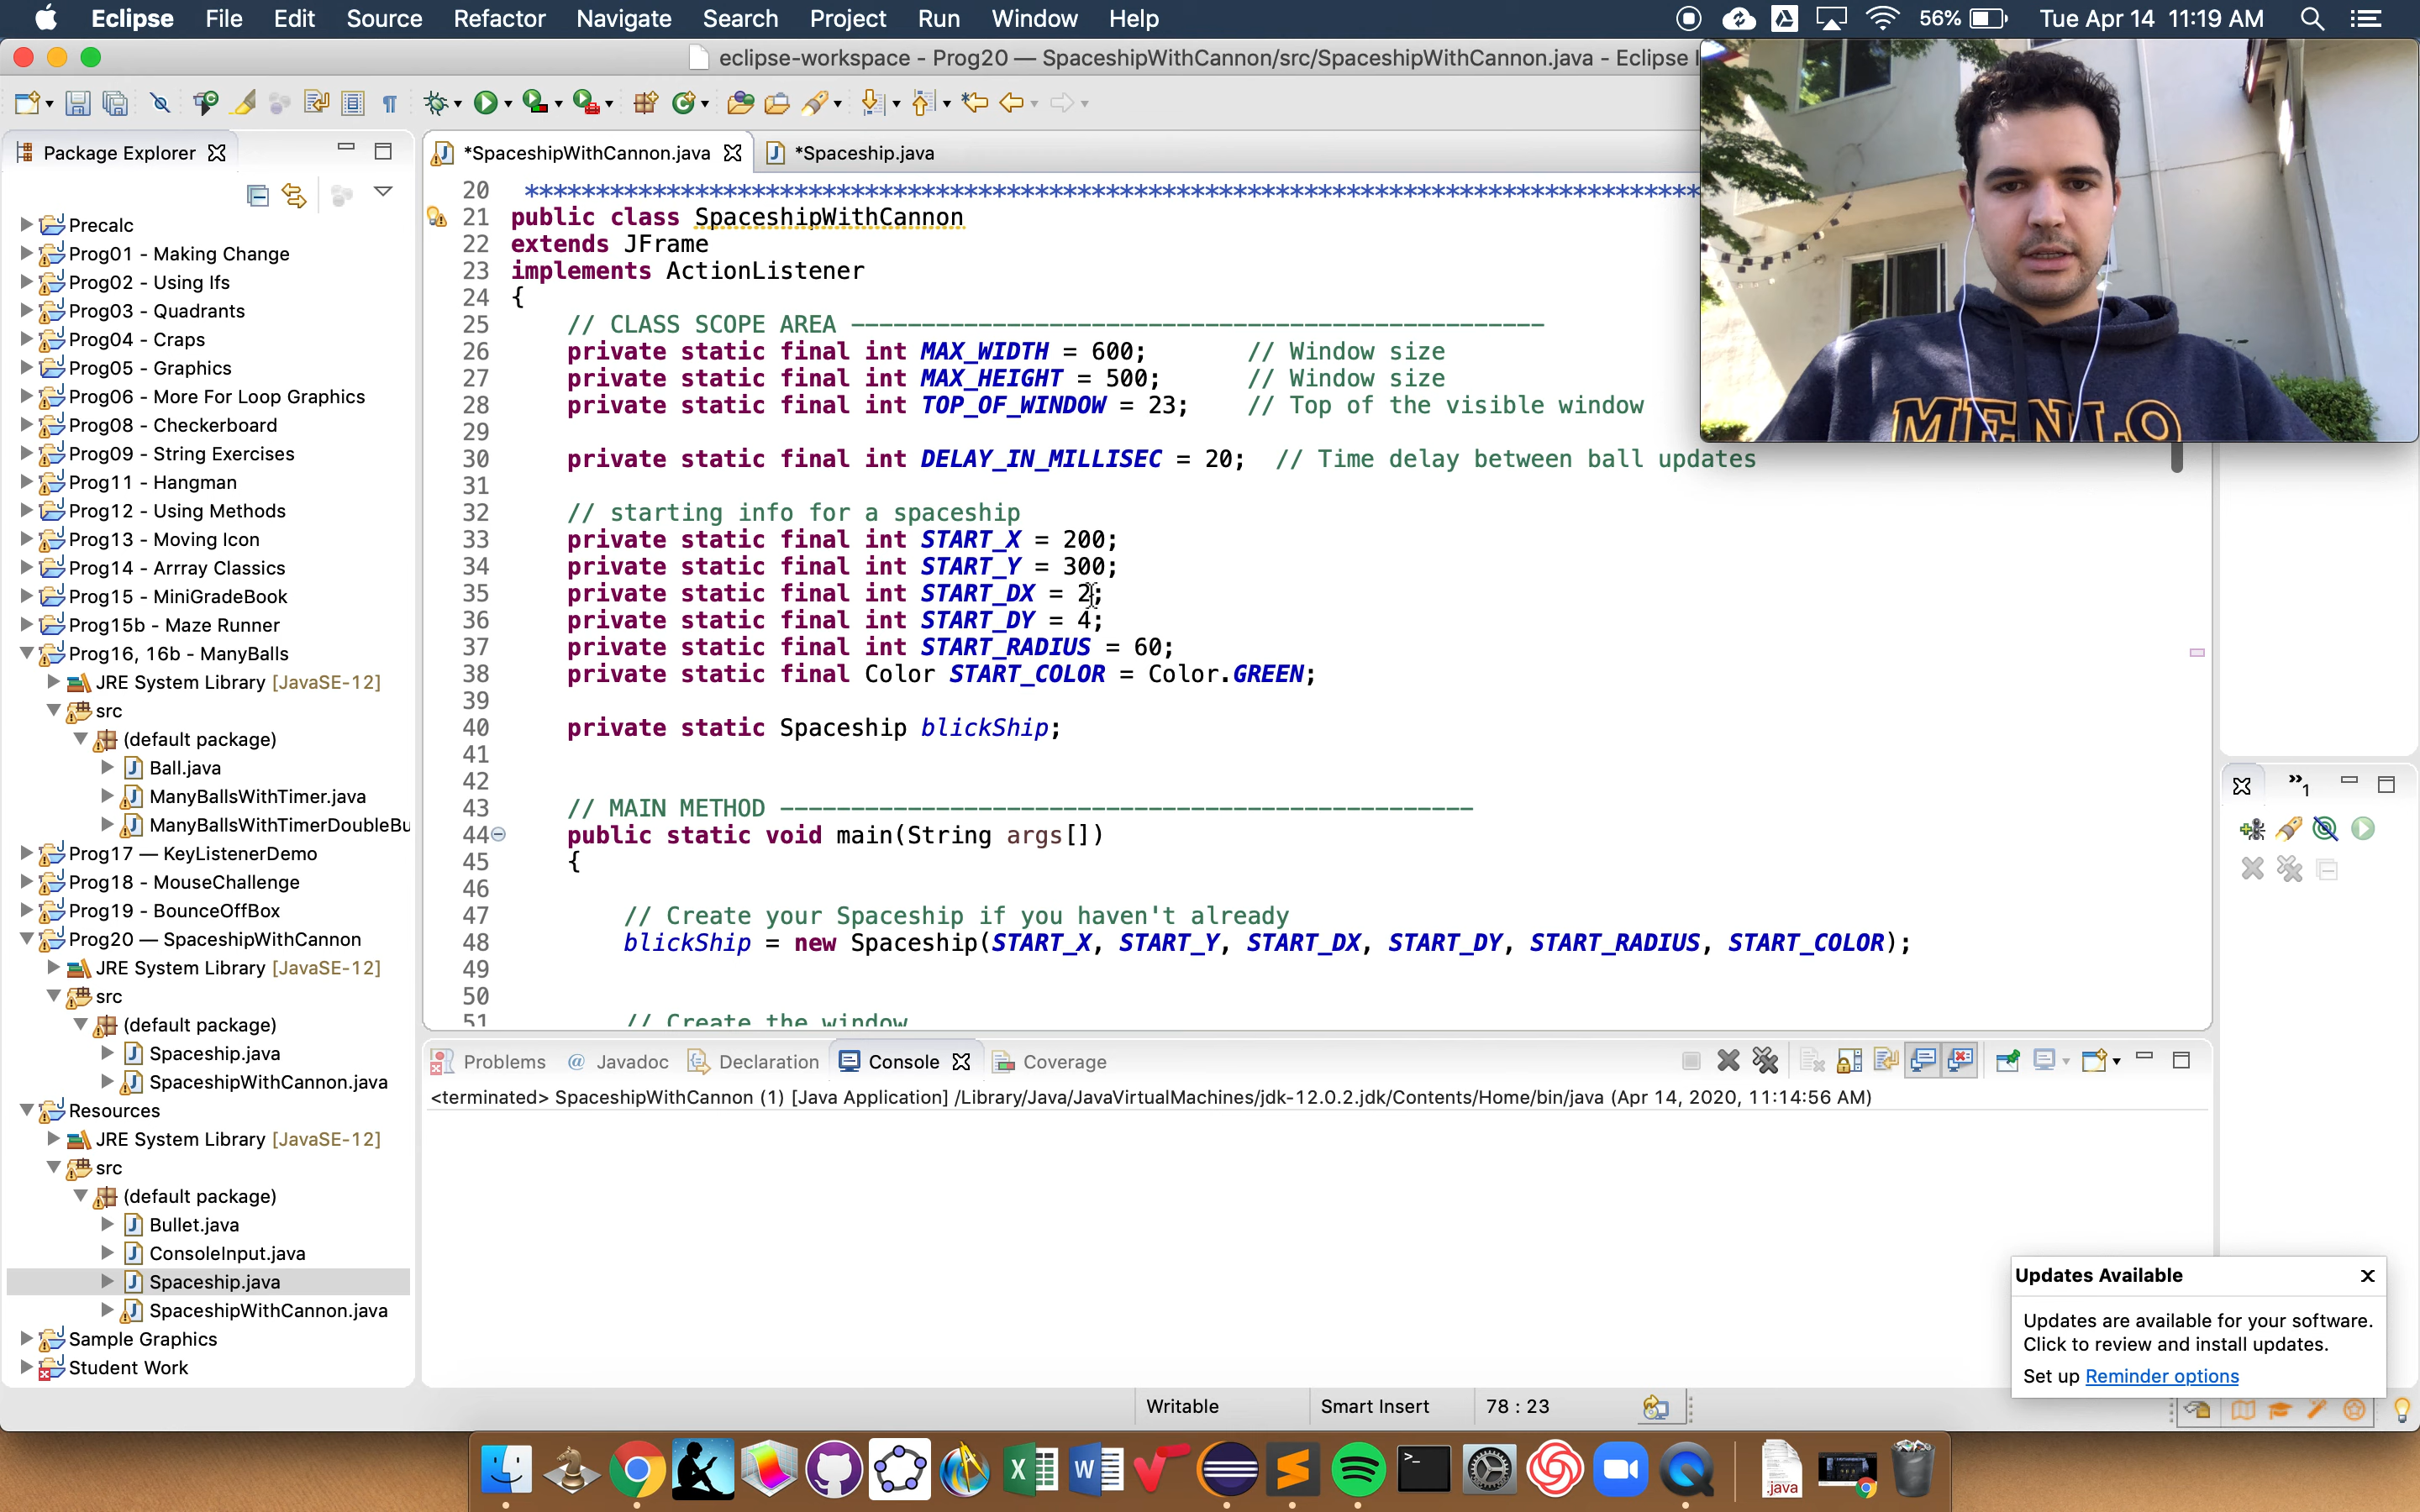 Eclipse File Edit Source Refactor Navigate Search Project Run Window Help 56% Tue Apr 14 11:19 AM
eclipse-workspace - Prog20 — SpaceshipWithCannon/src/SpaceshipWithCannon.java - Eclipse I
Package Explorer
Precalc
Prog01 - Making Change
Prog02 - Using Ifs
Prog03 - Quadrants
Prog04 - Craps
Prog05 - Graphics
Prog06 - More For Loop Graphics
Prog08 - Checkerboard
Prog09 - String Exercises
Prog11 - Hangman
Prog12 - Using Methods
Prog13 - Moving Icon
Prog14 - Arrray Classics
Prog15 - MiniGradeBook
Prog15b - Maze Runner
Prog16, 16b - ManyBalls
JRE System Library [JavaSE-12]
src
(default package)
Ball.java
ManyBallsWithTimer.java
ManyBallsWithTimerDoubleBu
Prog17 — KeyListenerDemo
Prog18 - MouseChallenge
Prog19 - BounceOffBox
Prog20 — SpaceshipWithCannon
JRE System Library [JavaSE-12]
src
(default package)
Spaceship.java
SpaceshipWithCannon.java
Resources
JRE System Library [JavaSE-12]
src
(default package)
Bullet.java
ConsoleInput.java
Spaceship.java
SpaceshipWithCannon.java
Sample Graphics
Student Work
*SpaceshipWithCannon.java *Spaceship.java
20 ***********************************************************************************
21 public class SpaceshipWithCannon
22 extends JFrame
23 implements ActionListener
24 {
25 // CLASS SCOPE AREA -------------------------------------------------
26 private static final int MAX_WIDTH = 600; // Window size
27 private static final int MAX_HEIGHT = 500; // Window size
28 private static final int TOP_OF_WINDOW = 23; // Top of the visible window
29
30 private static final int DELAY_IN_MILLISEC = 20; // Time delay between ball updates
31
32 // starting info for a spaceship
33 private static final int START_X = 200;
34 private static final int START_Y = 300;
35 private static final int START_DX = 2;
36 private static final int START_DY = 4;
37 private static final int START_RADIUS = 60;
38 private static final Color START_COLOR = Color.GREEN;
39
40 private static Spaceship blickShip;
41
42
43 // MAIN METHOD -------------------------------------------------
44 public static void main(String args[])
45 {
46
47 // Create your Spaceship if you haven't already
48 blickShip = new Spaceship(START_X, START_Y, START_DX, START_DY, START_RADIUS, START_COLOR);
49
50
51 // Create the window
MENLO
»1
Problems @ Javadoc Declaration Console Coverage
<terminated> SpaceshipWithCannon (1) [Java Application] /Library/Java/JavaVirtualMachines/jdk-12.0.2.jdk/Contents/Home/bin/java (Apr 14, 2020, 11:14:56 AM)
Updates Available x
Updates are available for your software.
Click to review and install updates.
Set up Reminder options
Writable Smart Insert 78 : 23
.java